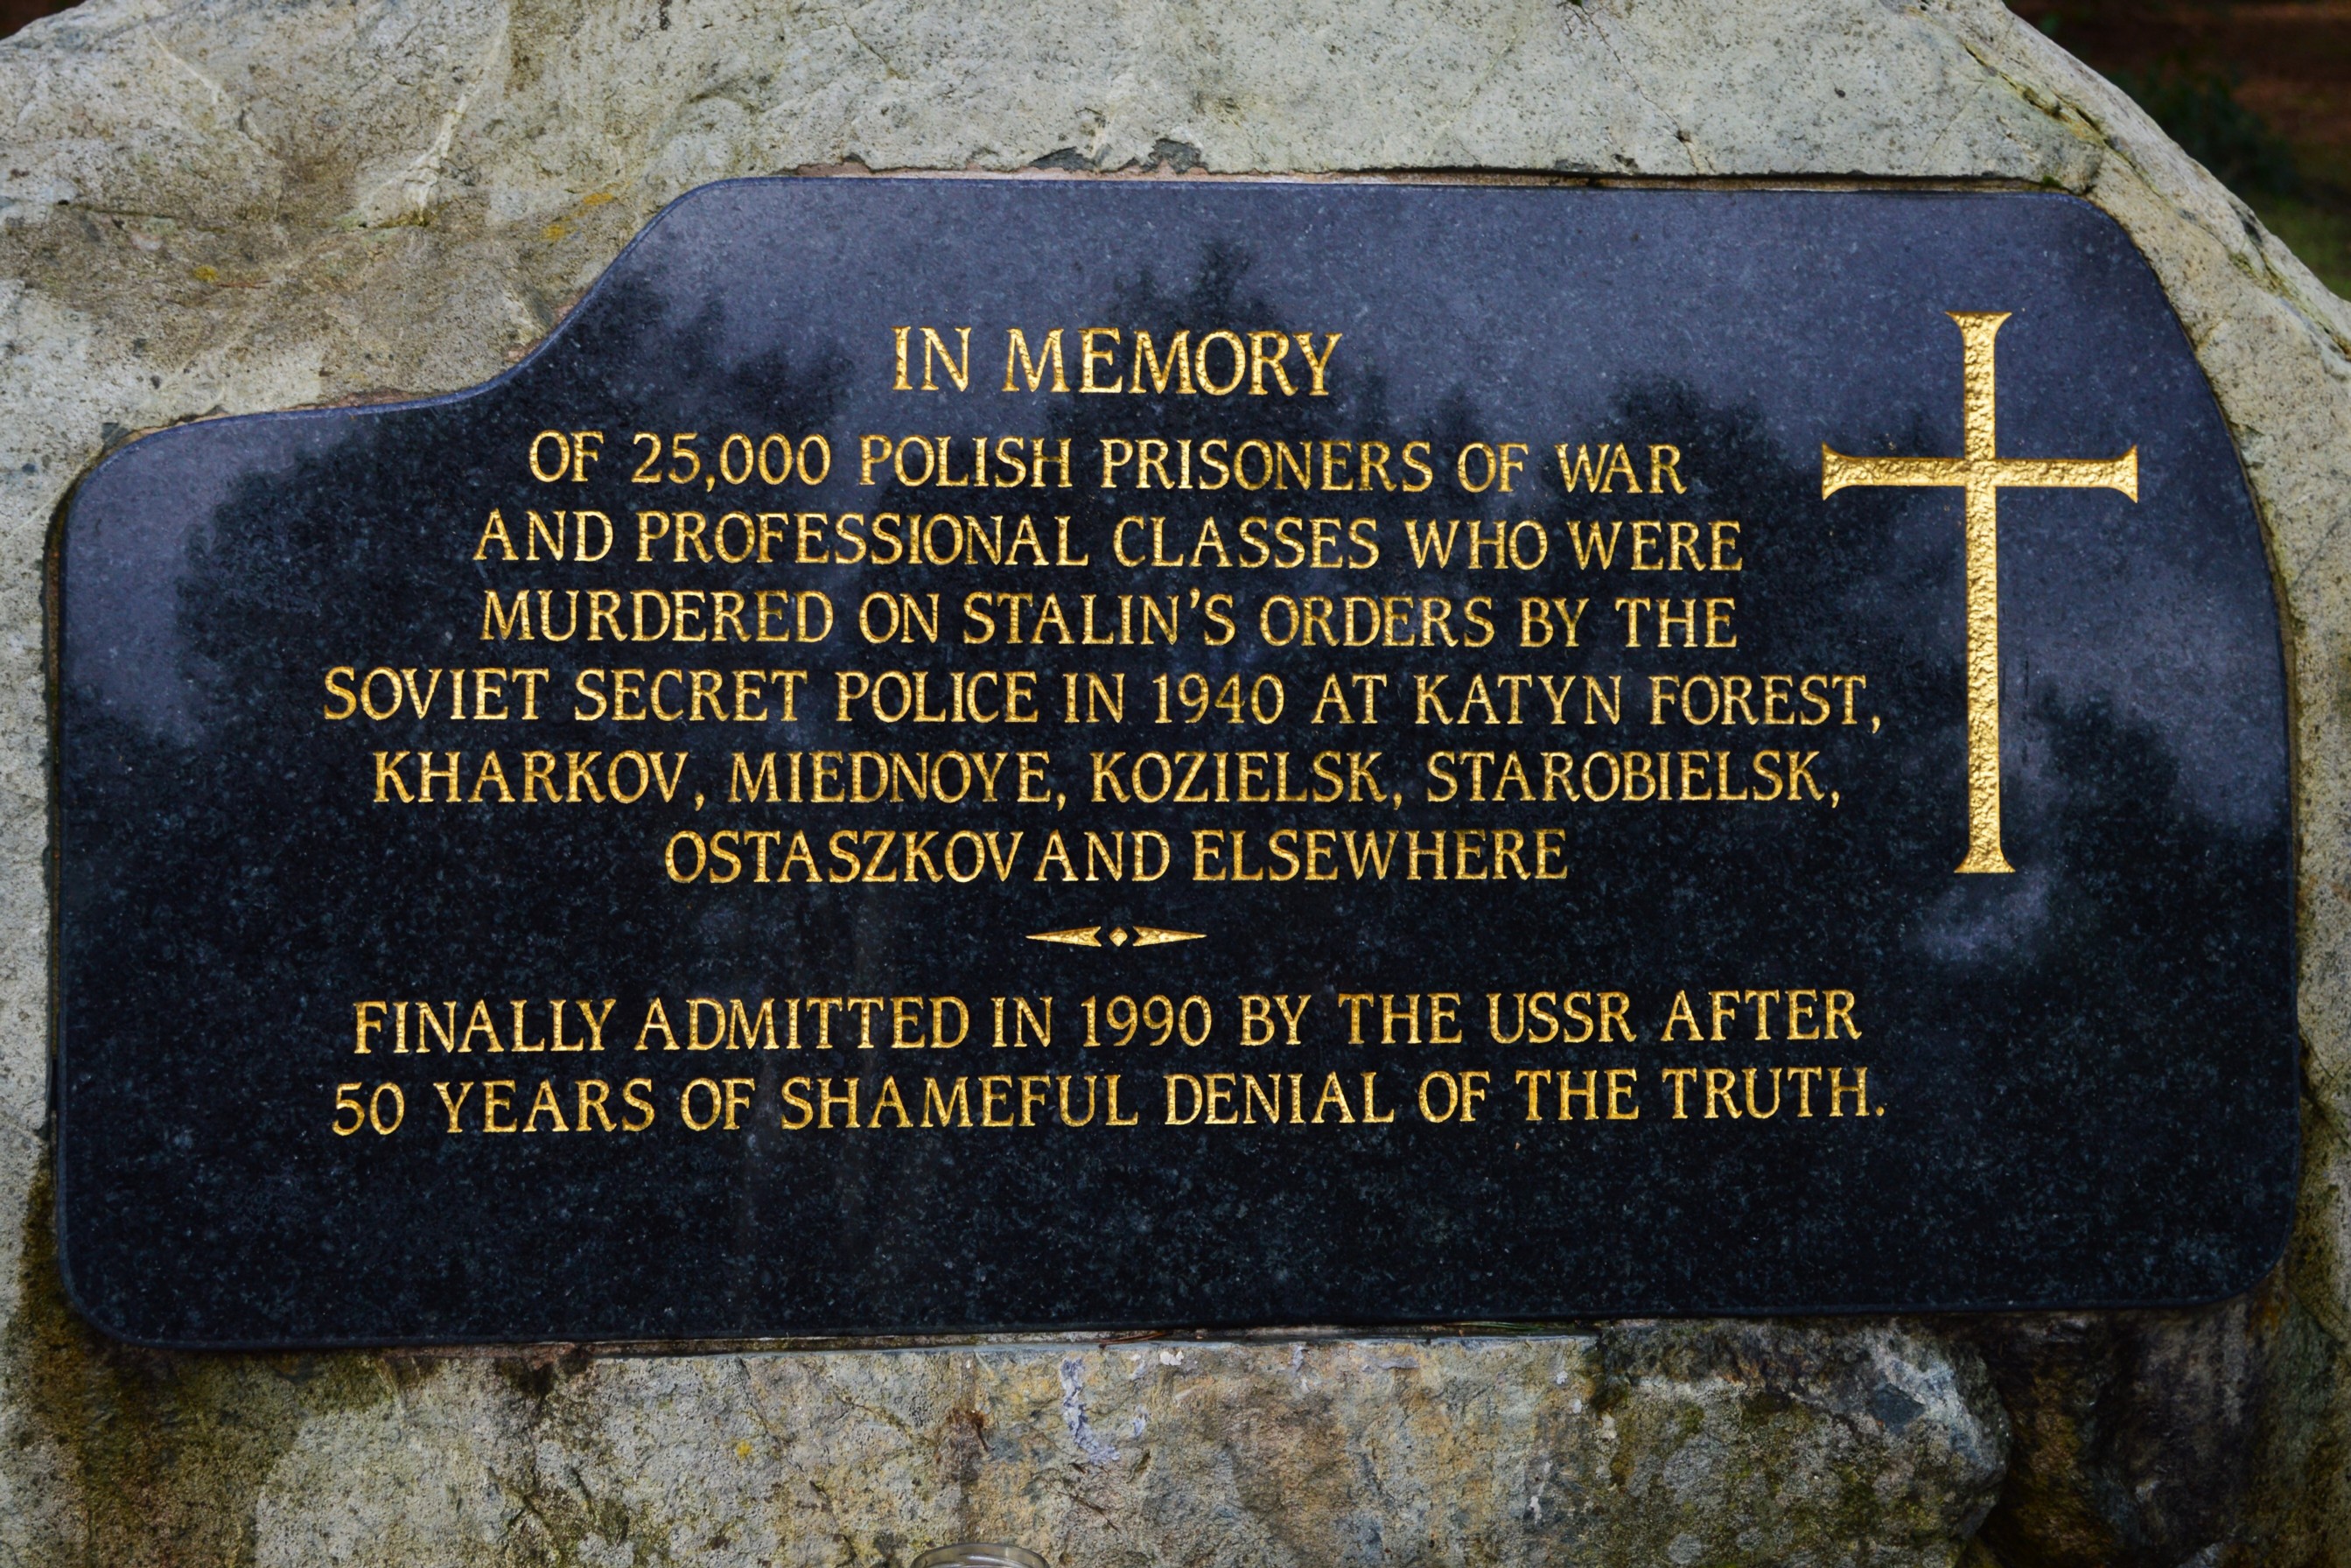 IN MEMORY
OF 25,000 POLISH PRISONERS OF WAR
AND PROFESSIONAL CLASSES WHO WERE
MURDERED ON STALIN'S ORDERS BY THE
SOVIET SECRET POLICE IN 1940 AT KATYN FOREST,
KHARKOV, MIEDNOYE, KOZIELSK, STAROBIELSK,
OSTASZKOV AND ELSEWHERE
FINALLY ADMITTED IN 1990 BY THE USSR AFTER
50 YEARS OF SHAMEFUL DENIAL OF THE TRUTH.